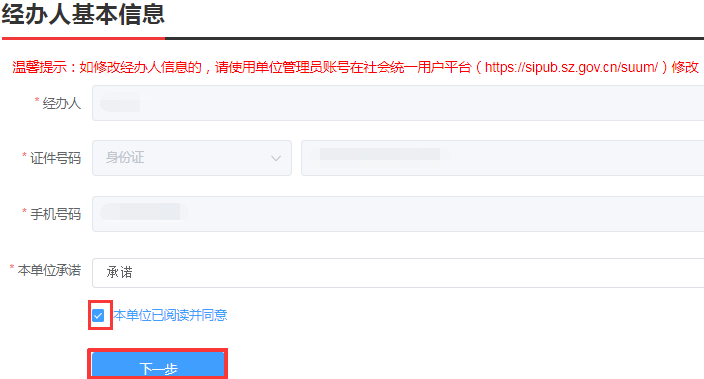 经办人基本信息
温馨提示：如修改经办人信息的，请使用单位管理员账号在社会统一用户平台（https://sipub.sz.gov.cn/suum/）修改
* 经办人
* 证件号码 身份证
* 手机号码
* 本单位承诺 承诺
本单位已阅读并同意
下一步